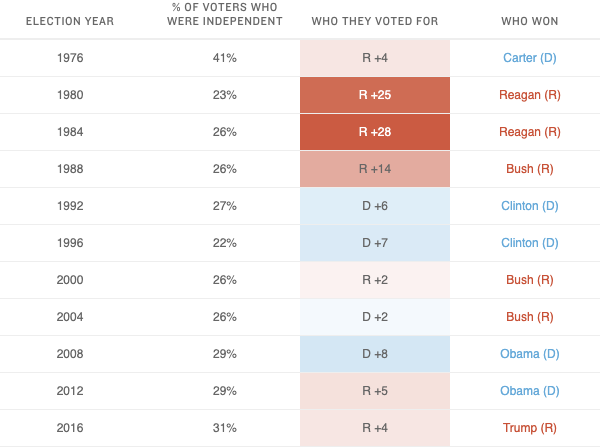 ELECTION YEAR % OF VOTERS WHO WERE INDEPENDENT WHO THEY VOTED FOR WHO WON
1976 41% R +4 Carter (D)
1980 23% R +25 Reagan (R)
1984 26% R +28 Reagan (R)
1988 26% R +14 Bush (R)
1992 27% D +6 Clinton (D)
1996 22% D +7 Clinton (D)
2000 26% R +2 Bush (R)
2004 26% D +2 Bush (R)
2008 29% D +8 Obama (D)
2012 29% R +5 Obama (D)
2016 31% R +4 Trump (R)